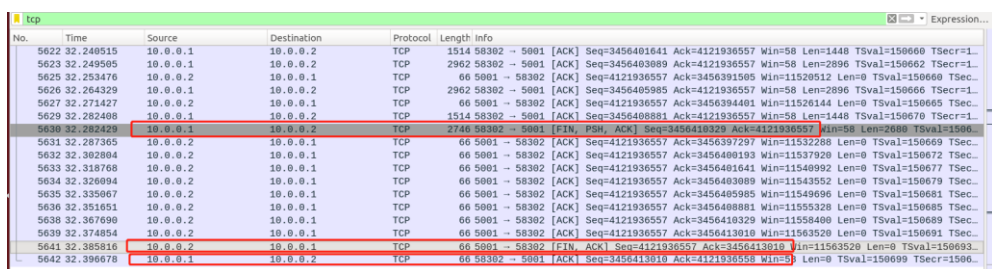 tcp Expression...
No. Time Source Destination Protocol Length Info
5622 32.240515 10.0.0.1 10.0.0.2 TCP 1514 58302 → 5001 [ACK] Seq=3456401641 Ack=4121936557 Win=58 Len=1448 TSval=150660 TSecr=1…
5623 32.249505 10.0.0.1 10.0.0.2 TCP 2962 58302 → 5001 [ACK] Seq=3456403089 Ack=4121936557 Win=58 Len=2896 TSval=150662 TSecr=1…
5625 32.253476 10.0.0.2 10.0.0.1 TCP 66 5001 → 58302 [ACK] Seq=4121936557 Ack=3456391505 Win=11520512 Len=0 TSval=150660 TSec…
5626 32.264329 10.0.0.1 10.0.0.2 TCP 2962 58302 → 5001 [ACK] Seq=3456405985 Ack=4121936557 Win=58 Len=2896 TSval=150666 TSecr=1…
5627 32.271427 10.0.0.2 10.0.0.1 TCP 66 5001 → 58302 [ACK] Seq=4121936557 Ack=3456394401 Win=11526144 Len=0 TSval=150665 TSec…
5629 32.282408 10.0.0.1 10.0.0.2 TCP 1514 58302 → 5001 [ACK] Seq=3456408881 Ack=4121936557 Win=58 Len=1448 TSval=150670 TSecr=1…
5630 32.282429 10.0.0.1 10.0.0.2 TCP 2746 58302 → 5001 [FIN, PSH, ACK] Seq=3456410329 Ack=4121936557 Win=58 Len=2680 TSval=1506…
5631 32.287365 10.0.0.2 10.0.0.1 TCP 66 5001 → 58302 [ACK] Seq=4121936557 Ack=3456397297 Win=11532288 Len=0 TSval=150669 TSec…
5632 32.302804 10.0.0.2 10.0.0.1 TCP 66 5001 → 58302 [ACK] Seq=4121936557 Ack=3456400193 Win=11537920 Len=0 TSval=150672 TSec…
5633 32.318768 10.0.0.2 10.0.0.1 TCP 66 5001 → 58302 [ACK] Seq=4121936557 Ack=3456401641 Win=11540992 Len=0 TSval=150677 TSec…
5634 32.326094 10.0.0.2 10.0.0.1 TCP 66 5001 → 58302 [ACK] Seq=4121936557 Ack=3456403089 Win=11543552 Len=0 TSval=150679 TSec…
5635 32.335067 10.0.0.2 10.0.0.1 TCP 66 5001 → 58302 [ACK] Seq=4121936557 Ack=3456405985 Win=11549696 Len=0 TSval=150681 TSec…
5636 32.351651 10.0.0.2 10.0.0.1 TCP 66 5001 → 58302 [ACK] Seq=4121936557 Ack=3456408881 Win=11555328 Len=0 TSval=150685 TSec…
5638 32.367690 10.0.0.2 10.0.0.1 TCP 66 5001 → 58302 [ACK] Seq=4121936557 Ack=3456410329 Win=11558400 Len=0 TSval=150689 TSec…
5639 32.374854 10.0.0.2 10.0.0.1 TCP 66 5001 → 58302 [ACK] Seq=4121936557 Ack=3456413010 Win=11563520 Len=0 TSval=150691 TSec…
5641 32.385816 10.0.0.2 10.0.0.1 TCP 66 5001 → 58302 [FIN, ACK] Seq=4121936557 Ack=3456413010 Win=11563520 Len=0 TSval=150693…
5642 32.396678 10.0.0.1 10.0.0.2 TCP 66 58302 → 5001 [ACK] Seq=3456413010 Ack=4121936558 Win=58 Len=0 TSval=150699 TSecr=1506…